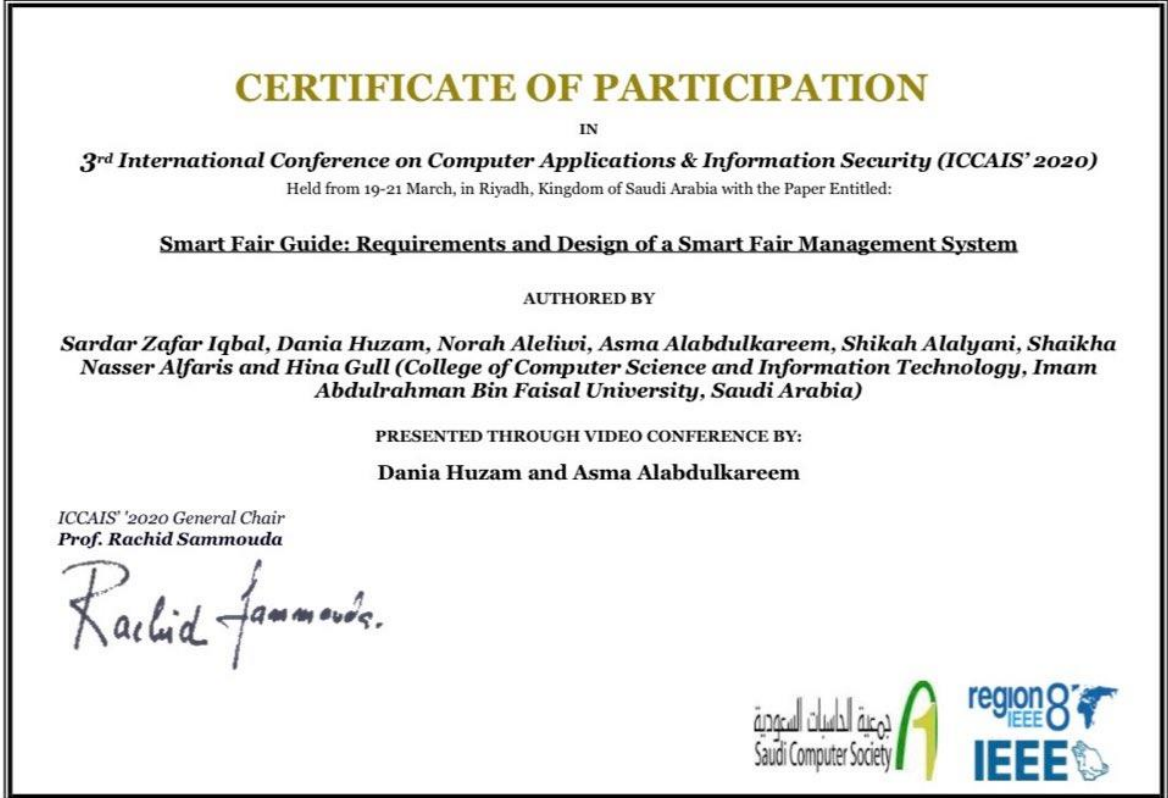 CERTIFICATE OF PARTICIPATION
IN
3rd International Conference on Computer Applications & Information Security (ICCAIS’ 2020)
Held from 19-21 March, in Riyadh, Kingdom of Saudi Arabia with the Paper Entitled:
Smart Fair Guide: Requirements and Design of a Smart Fair Management System
AUTHORED BY
Sardar Zafar Iqbal, Dania Huzam, Norah Aleliwi, Asma Alabdulkareem, Shikah Alalyani, Shaikha
Nasser Alfaris and Hina Gull (College of Computer Science and Information Technology, Imam
Abdulrahman Bin Faisal University, Saudi Arabia)
PRESENTED THROUGH VIDEO CONFERENCE BY:
Dania Huzam and Asma Alabdulkareem
ICCAIS’ '2020 General Chair
Prof. Rachid Sammouda
Rachid Sammouda.
جمعية الحاسبات السعودية
Saudi Computer Society
region 8
IEEE
IEEE